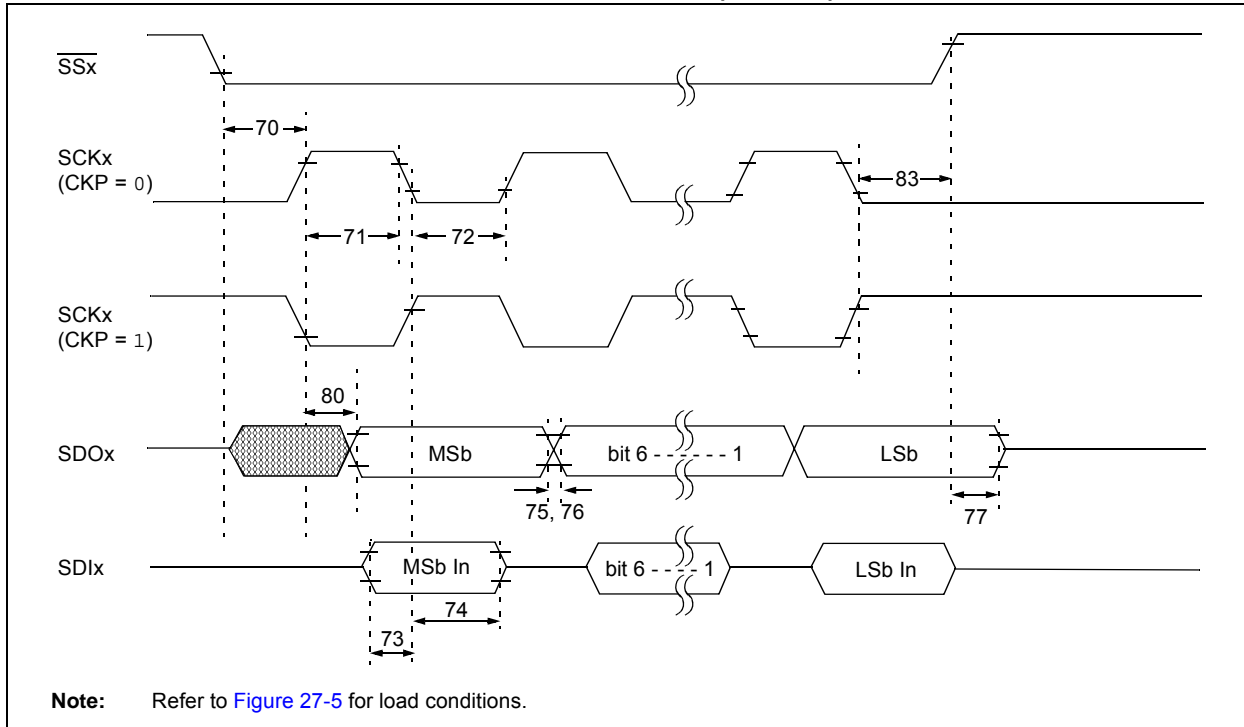 SSx
70
SCKx
(CKP = 0)
83
71
72
SCKx
(CKP = 1)
80
SDOx
MSb
bit 6 - - - - - - 1
LSb
75, 76
77
SDIx
MSb In
bit 6 - - - - 1
LSb In
74
73
Note: Refer to Figure 27-5 for load conditions.